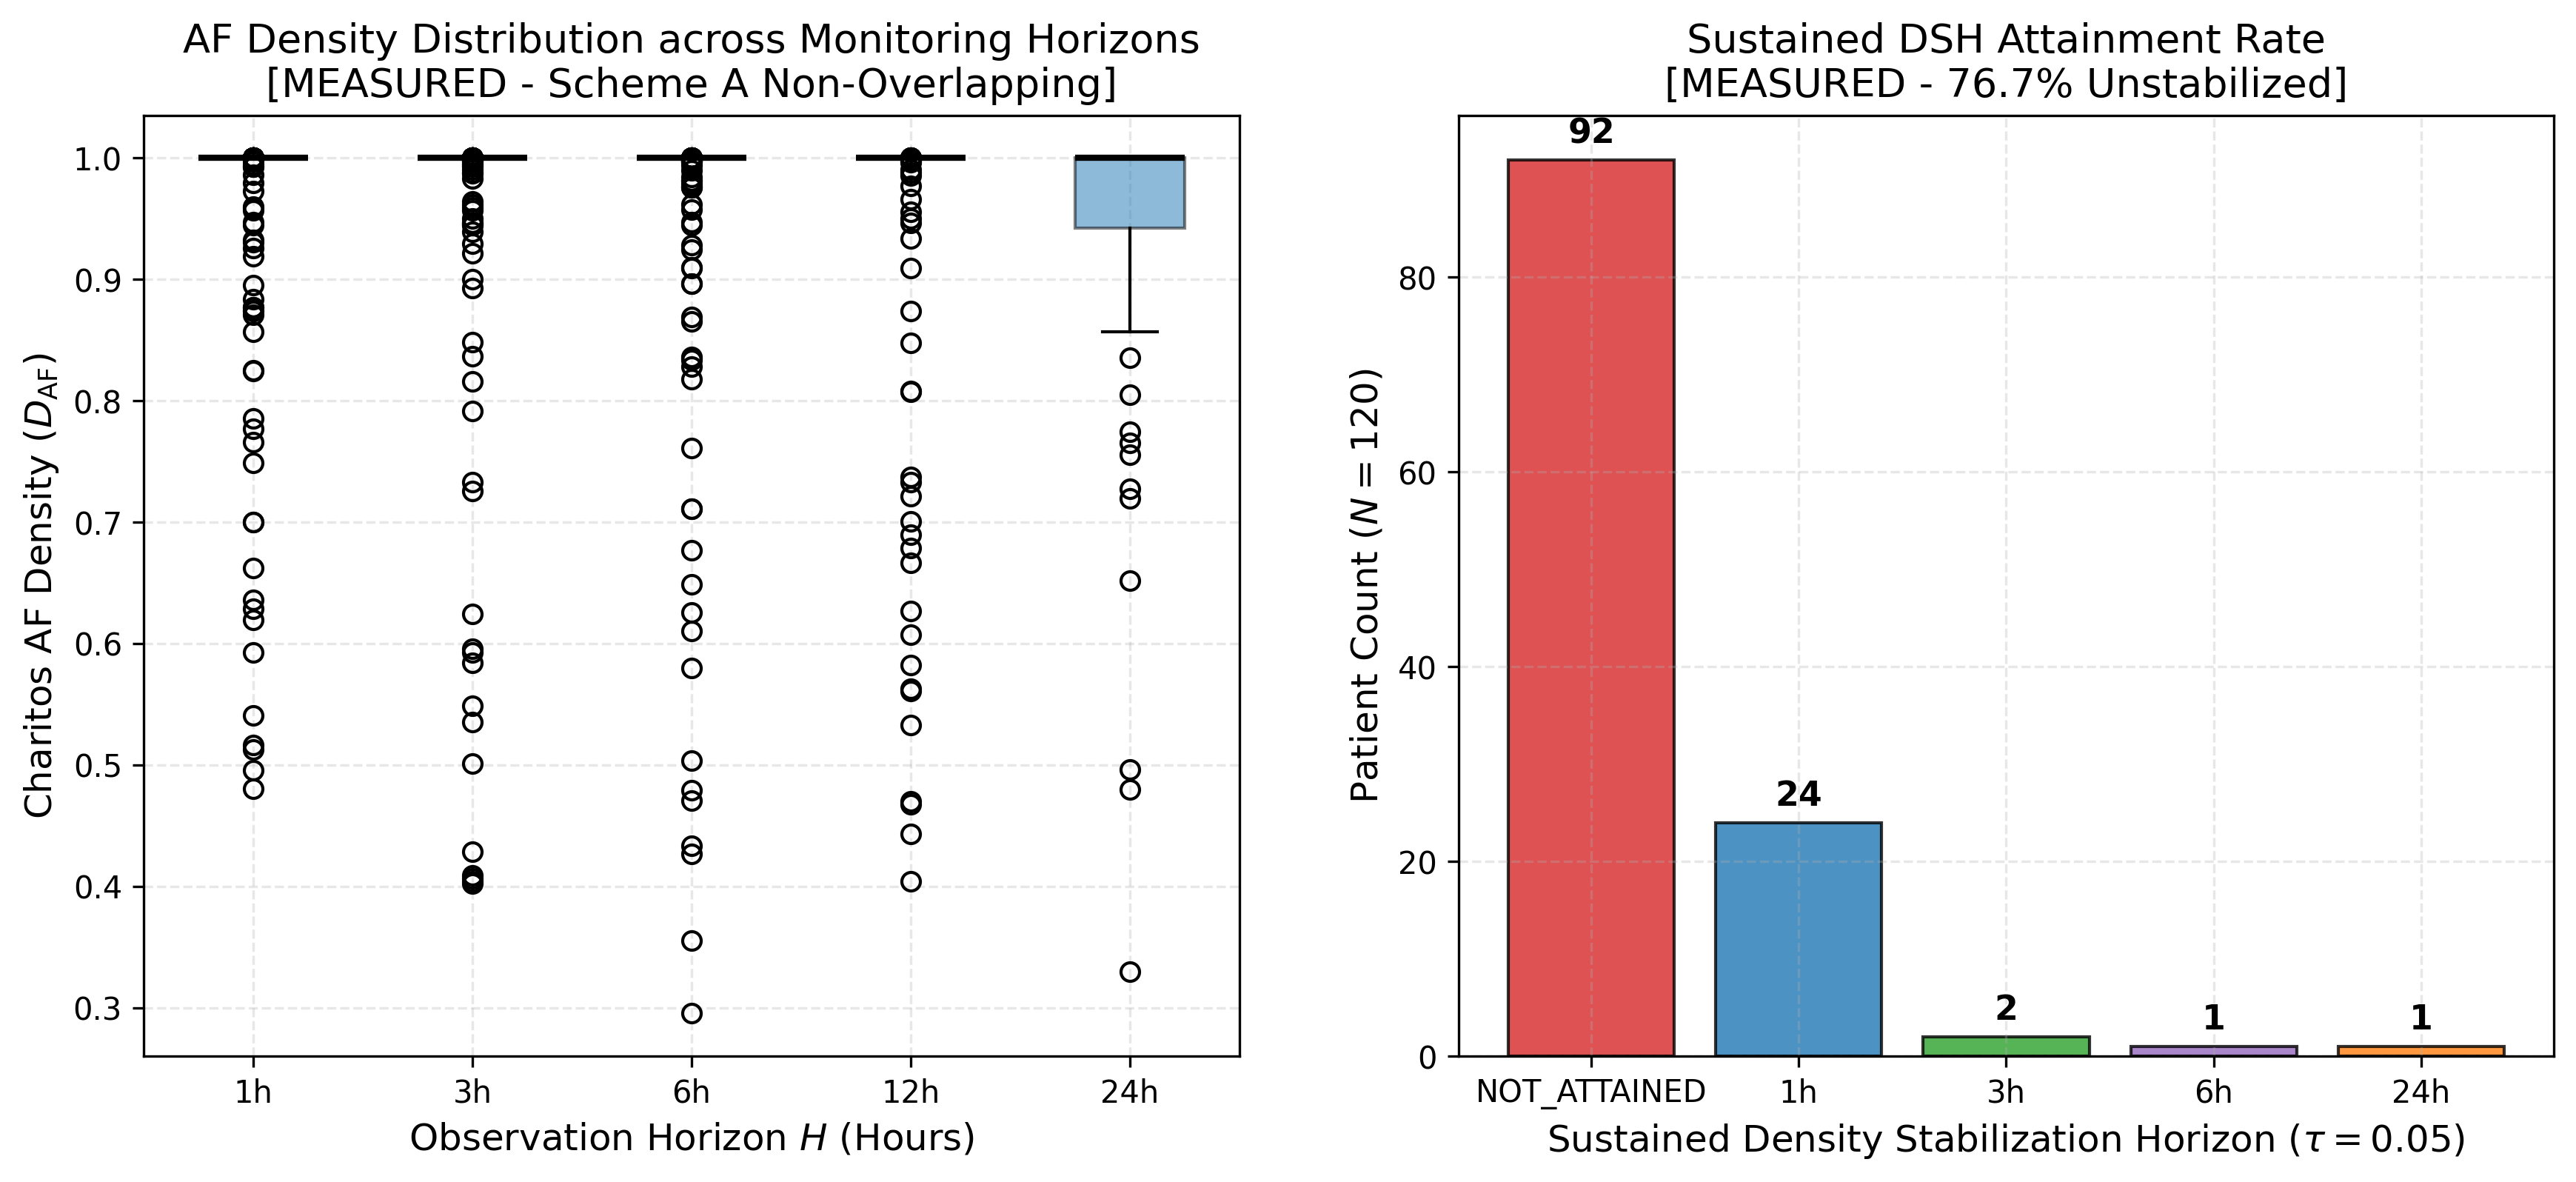 AF Density Distribution across Monitoring Horizons
[MEASURED - Scheme A Non-Overlapping]
Charitos AF Density (D_AF)
1.0
0.9
0.8
0.7
0.6
0.5
0.4
0.3
1h 3h 6h 12h 24h
Observation Horizon H (Hours)
Sustained DSH Attainment Rate
[MEASURED - 76.7% Unstabilized]
Patient Count (N = 120)
80
60
40
20
0
92
24
2
1
1
NOT_ATTAINED 1h 3h 6h 24h
Sustained Density Stabilization Horizon (τ = 0.05)